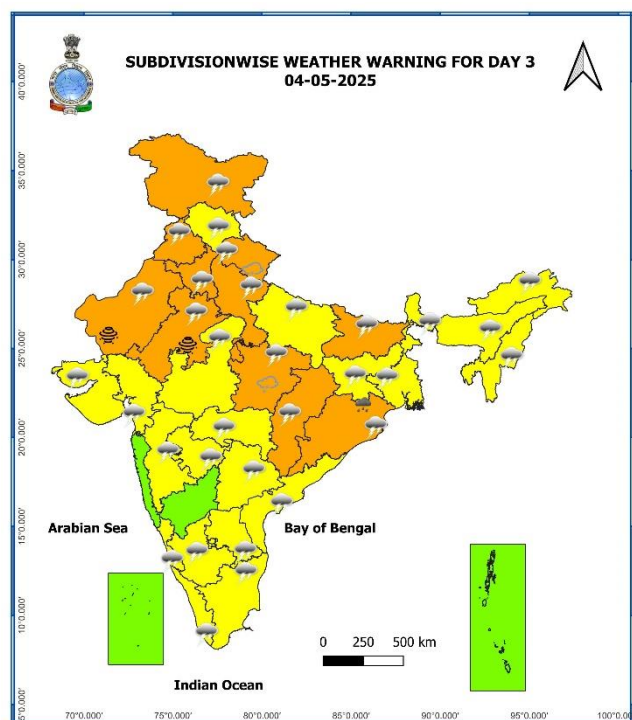 SUBDIVISIONWISE WEATHER WARNING FOR DAY 3
04-05-2025
40°0.000'
35°0.000'
30°0.000'
25°0.000'
20°0.000'
15°0.000'
10°0.000'
5°0.000'
Arabian Sea
Bay of Bengal
0 250 500 km
Indian Ocean
70°0.000' 75°0.000' 80°0.000' 85°0.000' 90°0.000' 95°0.000' 100°0.0